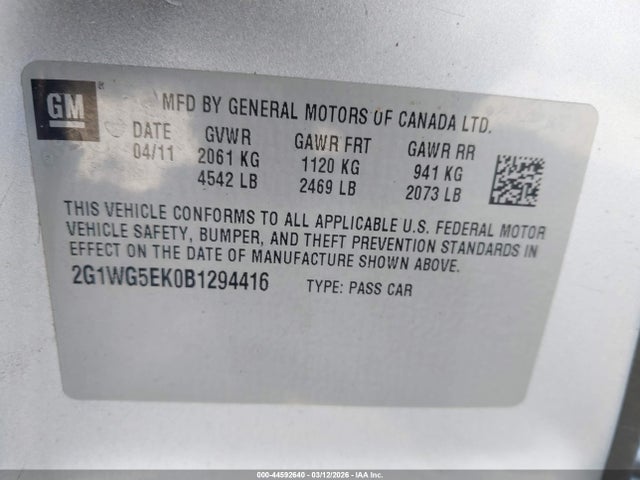 GM
MFD BY GENERAL MOTORS OF CANADA LTD.
DATE GVWR GAWR FRT GAWR RR
04/11 2061 KG 1120 KG 941 KG
4542 LB 2469 LB 2073 LB
THIS VEHICLE CONFORMS TO ALL APPLICABLE U.S. FEDERAL MOTOR
VEHICLE SAFETY, BUMPER, AND THEFT PREVENTION STANDARDS IN
EFFECT ON THE DATE OF MANUFACTURE SHOWN ABOVE.
2G1WG5EK0B1294416 TYPE: PASS CAR
000-44592640 - 03/12/2026 - IAA Inc.